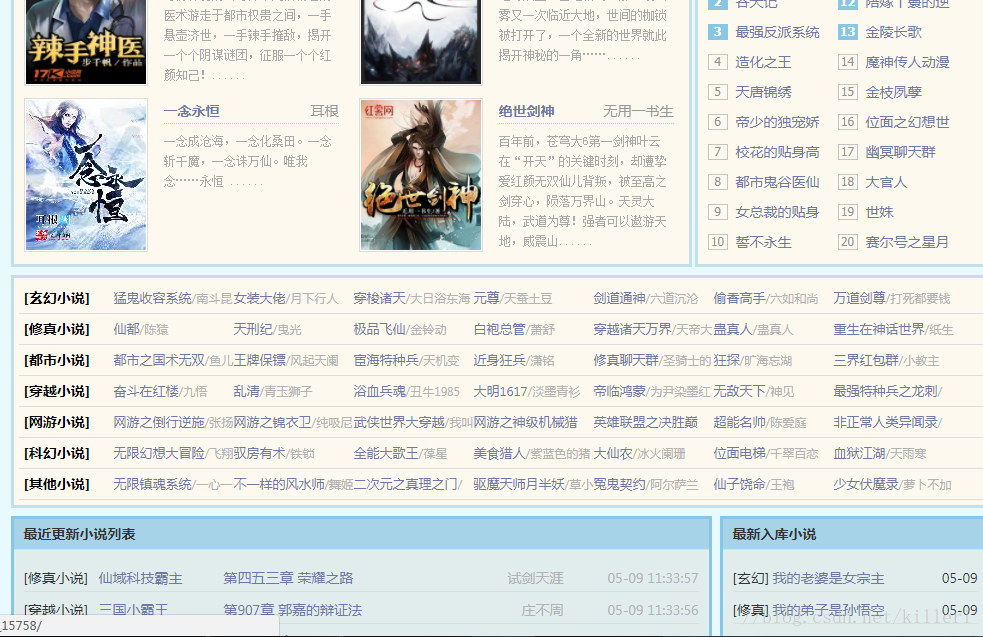 医术游走于都市权贵之间，一手
悬壶济世，一手辣手摧敌，揭开
一个个阴谋谜团，征服一个个红
颜知己！······
辣手神医
步千帆／作品
17K小说网
雾又一次临近大地，世间的枷锁
被打开了，一个全新的世界就此
揭开神秘的一角······ ······
一念永恒 耳根
一念成沧海，一念化桑田。一念
斩千魔，一念诛万仙。唯我
念······永恒 ······
一念永恒
耳根
绝世剑神 无用一书生
百年前，苍穹大6第一剑神叶云
在“开天”的关键时刻，却遭挚
爱红颜无双仙儿背叛，被至高之
剑穿心，陨落万界山。天灵大
陆，武道为尊！强者可以遨游天
地，威震山······
红薯网
绝世剑神
2 12
3 最强反派系统 13 金陵长歌
4 造化之王 14 魔神传人动漫
5 天唐锦绣 15 金枝夙孽
6 帝少的独宠娇 16 位面之幻想世
7 校花的贴身高 17 幽冥聊天群
8 都市鬼谷医仙 18 大官人
9 女总裁的贴身 19 世姝
10 誓不永生 20 赛尔号之星月
[玄幻小说] 猛鬼收容系统/南斗昆 女装大佬/月下行人 穿梭诸天/大日浴东海 元尊/天蚕土豆 剑道通神/六道沉沦 偷香高手/六如和尚 万道剑尊/打死都要钱
[修真小说] 仙都/陈猿 天刑纪/曳光 极品飞仙/金铃动 白袍总管/萧舒 穿越诸天万界/天帝大 蛊真人/蛊真人 重生在神话世界/纸生
[都市小说] 都市之国术无双/鱼儿 王牌保镖/风起天阑 官海特种兵/天机变 近身狂兵/潇铭 修真聊天群/圣骑士的 狂探/旷海忘湖 三界红包群/小教主
[穿越小说] 奋斗在红楼/九悟 乱清/青玉狮子 浴血兵魂/丑牛1985 大明1617/淡墨青衫 帝临鸿蒙/为尹染墨红 无敌天下/神见 最强特种兵之龙刺/
[网游小说] 网游之倒行逆施/张扬 网游之锦衣卫/纯吸尼 武侠世界大穿越/我叫 网游之神级机械猎 英雄联盟之决胜巅 超能名帅/陈爱庭 非正常人类异闻录/
[科幻小说] 无限幻想大冒险/飞翔 驭房有术/铁锁 全能大歌王/葆星 美食猎人/紫蓝色的猪 大仙农/冰火阑珊 位面电梯/千翠百恋 血狱江湖/天雨寒
[其他小说] 无限镇魂系统/一心一 不一样的风水师/舞姬 二次元之真理之门/ 驱魔天师月半妖/草小 冤鬼契约/阿尔萨兰 仙子饶命/王袍 少女伏魔录/萝卜不加
最近更新小说列表
[修真小说] 仙域科技霸主 第四五三章 荣耀之路 试剑天涯 05-09 11:33:57
[穿越小说] 三国小霸王 第907章 郭嘉的辩证法 庄不周 05-09 11:33:56
最新入库小说
[玄幻] 我的老婆是女宗主 05-09
[修真] 我的弟子是孙悟空 05-09
_15758/
//blog.csdn.net/killeri